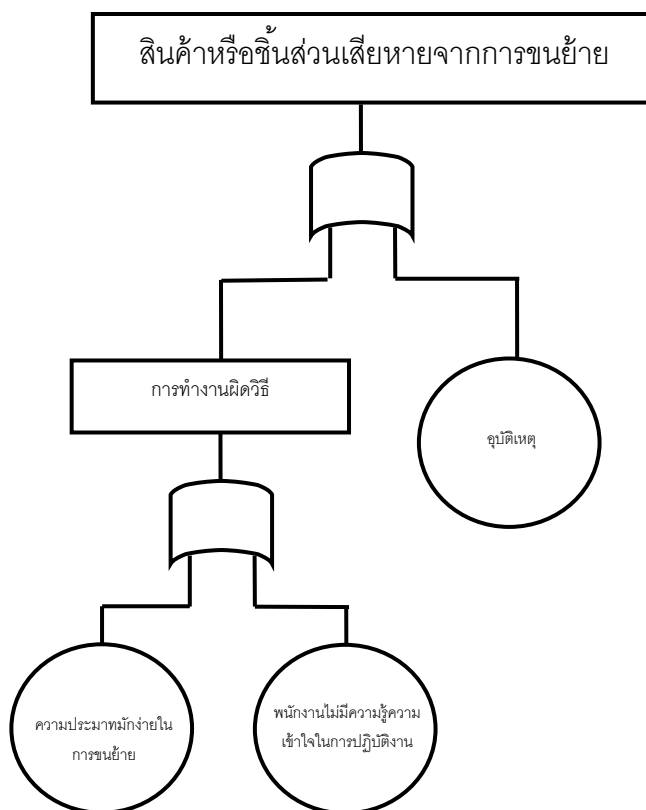 สินค้าหรือชิ้นส่วนเสียหายจากการขนย้าย
การทำงานผิดวิธี
อุบัติเหตุ
ความประมาทมักง่ายใน
การขนย้าย
พนักงานไม่มีความรู้ความ
เข้าใจในการปฏิบัติงาน